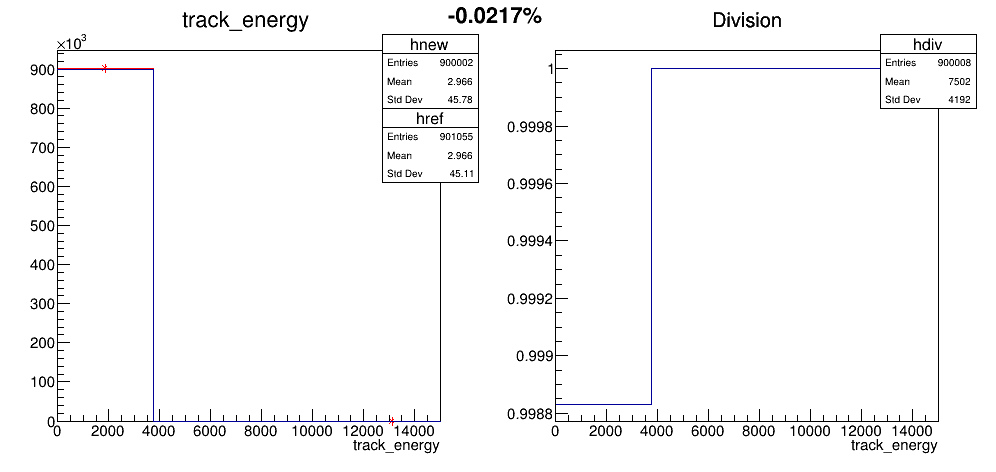 -0.0217%
track_energy
×10³
hnew
Entries 900002
Mean 2.966
Std Dev 45.78
href
Entries 901055
Mean 2.966
Std Dev 45.11
900
800
700
600
500
400
300
200
100
0
0 2000 4000 6000 8000 10000 12000 14000
track_energy
Division
hdiv
Entries 900008
Mean 7502
Std Dev 4192
1
0.9998
0.9996
0.9994
0.9992
0.999
0.9988
0 2000 4000 6000 8000 10000 12000 14000
track_energy